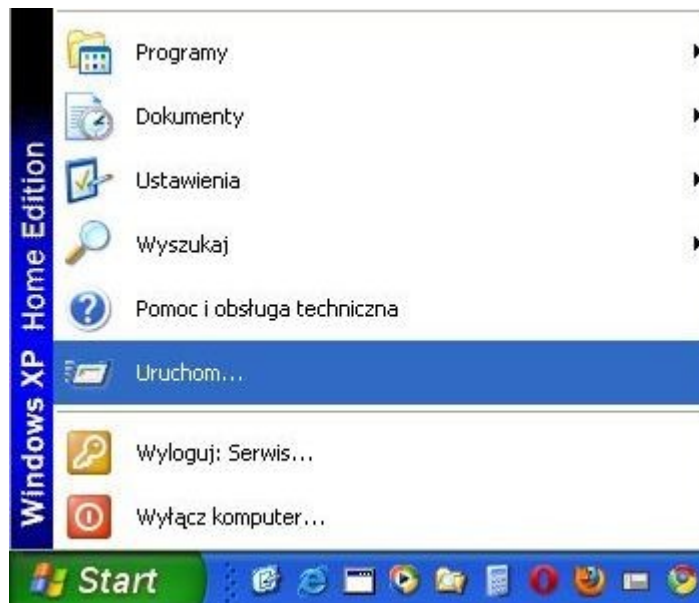 Programy
Dokumenty
Ustawienia
Wyszukaj
Pomoc i obsługa techniczna
Uruchom...
Wyloguj: Serwis...
Wyłącz komputer...
Windows XP Home Edition
Start